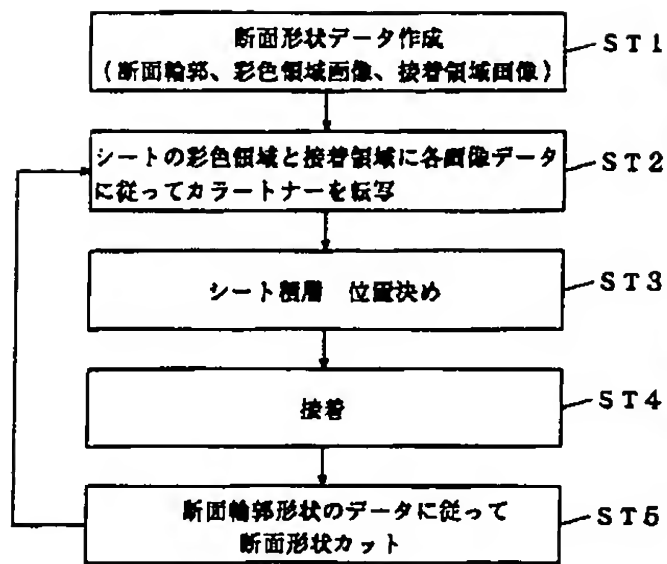 断面形状データ作成
(断面輪郭、彩色領域画像、接着領域画像)
ST1
シートの彩色領域と接着領域に各画像データ
に従ってカラートナーを転写
ST2
シート積層 位置決め
ST3
接着
ST4
断面輪郭形状のデータに従って
断面形状カット
ST5